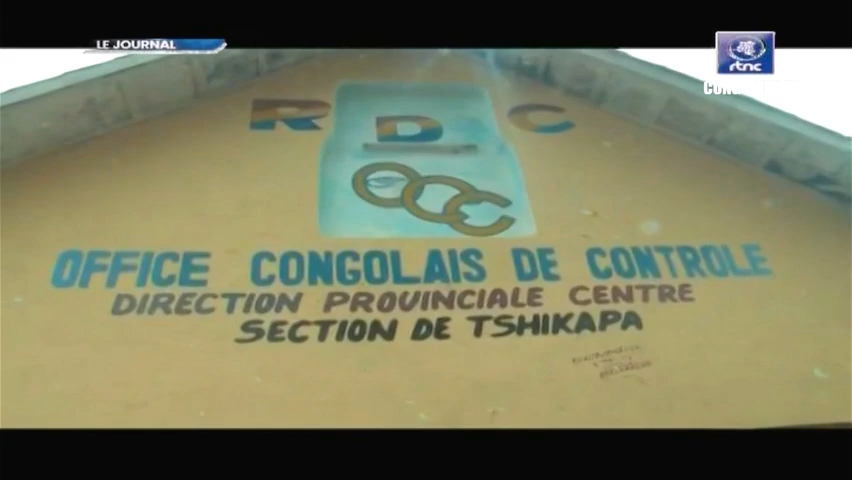 LE JOURNAL
rtnc
RDC
OCC
OFFICE CONGOLAIS DE CONTROLE
DIRECTION PROVINCIALE CENTRE
SECTION DE TSHIKAPA